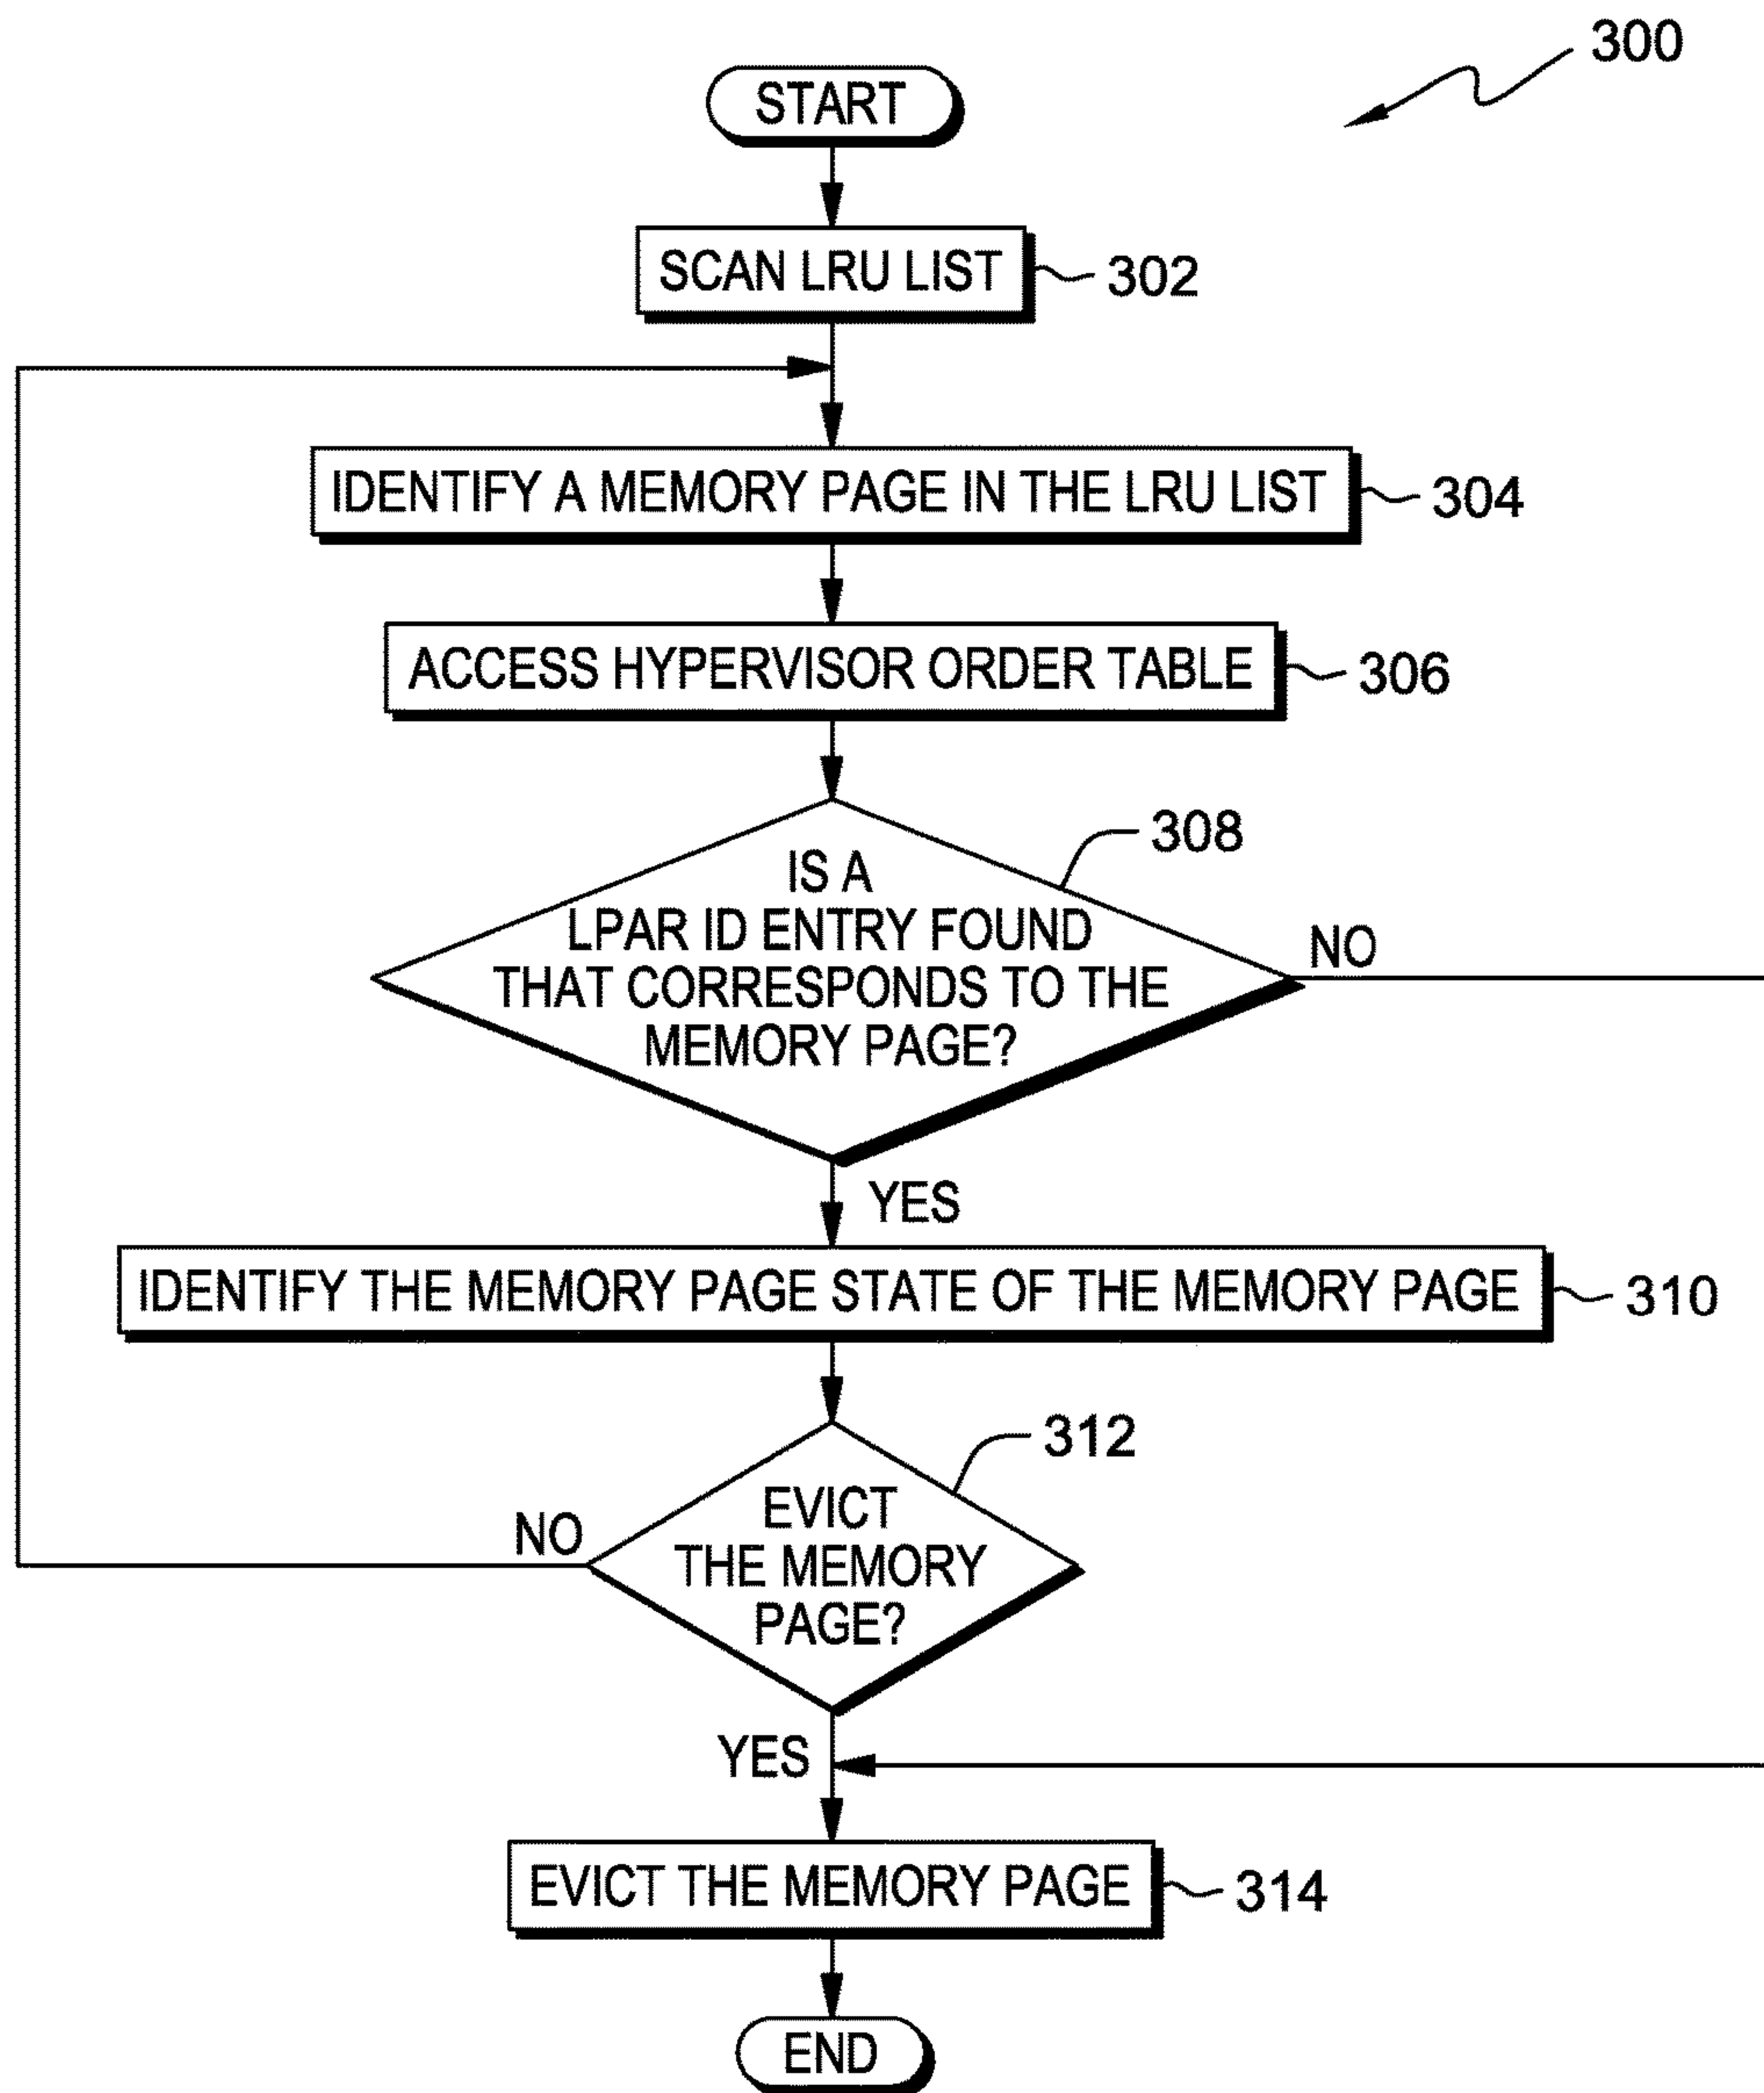 300
START
SCAN LRU LIST
302
IDENTIFY A MEMORY PAGE IN THE LRU LIST
304
ACCESS HYPERVISOR ORDER TABLE
306
308
IS A
LPAR ID ENTRY FOUND
THAT CORRESPONDS TO THE
MEMORY PAGE?
NO
YES
IDENTIFY THE MEMORY PAGE STATE OF THE MEMORY PAGE
310
312
EVICT
THE MEMORY
PAGE?
NO
YES
EVICT THE MEMORY PAGE
314
END